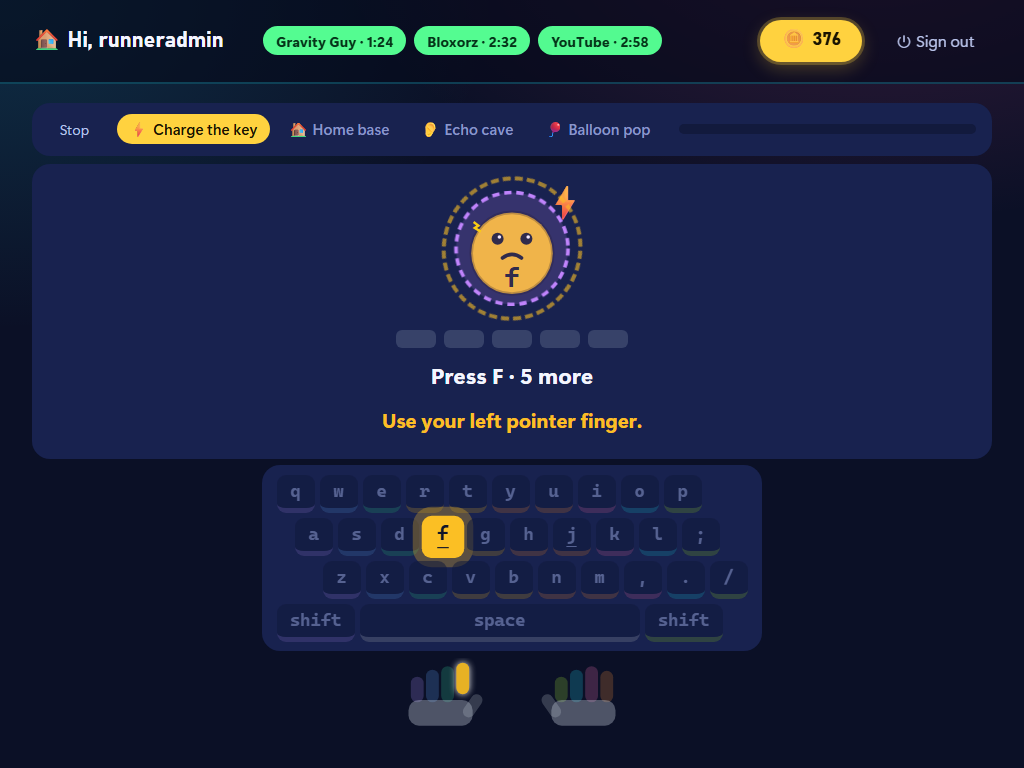 Hi, runneradmin
Gravity Guy · 1:24
Bloxorz · 2:32
YouTube · 2:58
376
Sign out
Stop
Charge the key
Home base
Echo cave
Balloon pop
f
Press F · 5 more
Use your left pointer finger.
q w e r t y u i o p
a s d f g h j k l ;
z x c v b n m , . /
shift space shift